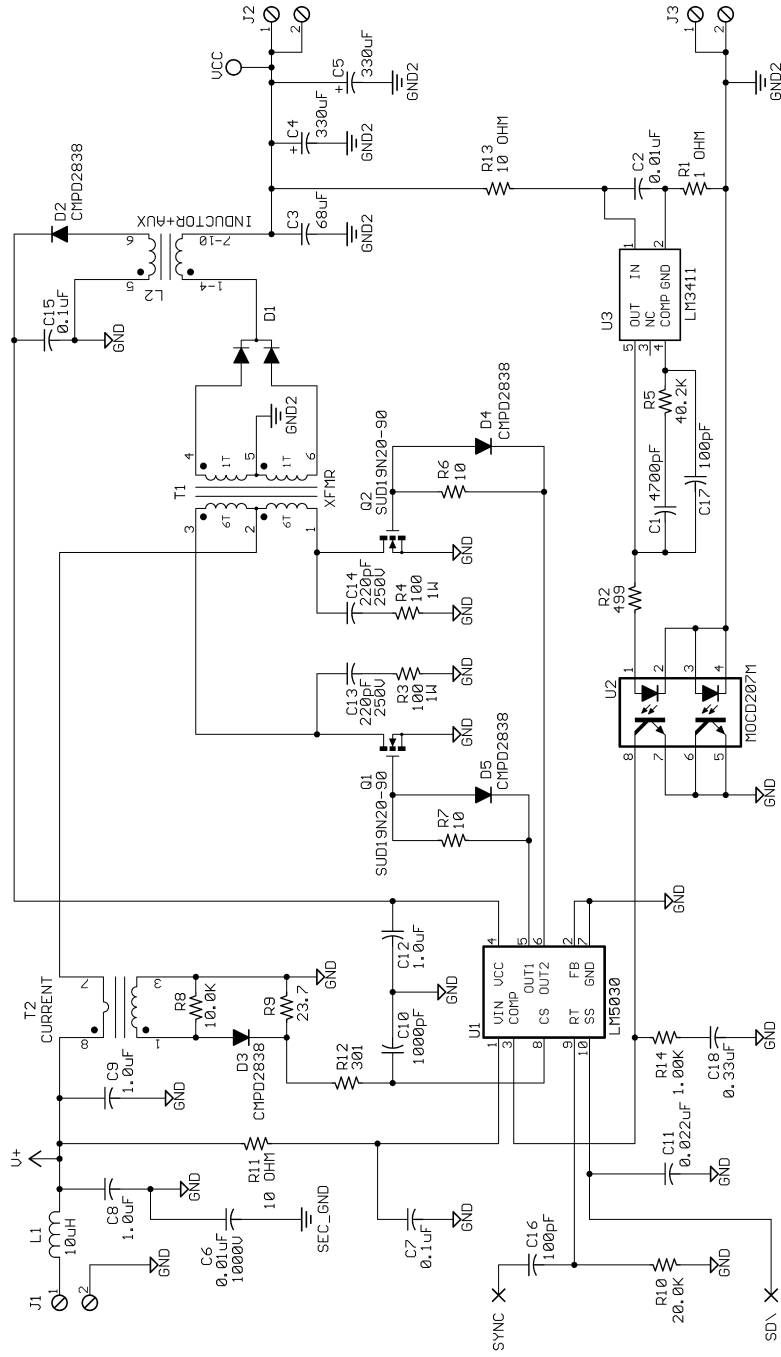 J1
1
2
GND
L1
10uH
V+
C8
1.0uF
GND
C6
0.01uF
1000V
SEC_GND
C9
1.0uF
GND
R11
10 OHM
C7
0.1uF
GND
T2
CURRENT
8
7
1
3
R8
10.0K
D3
CMPD2838
R9
23.7
GND
R12
301
C10
1000pF
GND
C12
1.0uF
SYNC
C16
100pF
R10
20.0K
GND
SD\
C11
0.022uF
GND
R14
1.00K
C18
0.33uF
GND
U1
LM5030
1
VIN
VCC
4
3
COMP
OUT1
5
OUT2
6
8
CS
9
RT
FB
2
10
SS
GND
7
GND
Q1
SUD19N20-90
GND
R7
10
D5
CMPD2838
C13
220pF
250V
R3
100
1W
GND
C14
220pF
250V
R4
100
1W
GND
Q2
SUD19N20-90
GND
R6
10
D4
CMPD2838
T1
XFMR
3
2
1
6T
6T
1T
1T
4
5
6
GND2
D1
C15
0.1uF
GND
L2
INDUCTOR+AUX
5
6
1-4
7-10
D2
CMPD2838
C3
68uF
GND2
+
C4
330uF
GND2
+
C5
330uF
GND2
VCC
J2
1
2
R13
10 OHM
C2
0.01uF
R1
1 OHM
U3
LM3411
5
OUT
IN
1
3
NC
4
COMP
GND
2
R5
40.2K
C1
4700pF
C17
100pF
R2
499
U2
MOCD207M
8
7
6
5
1
2
3
4
GND
J3
1
2
GND2